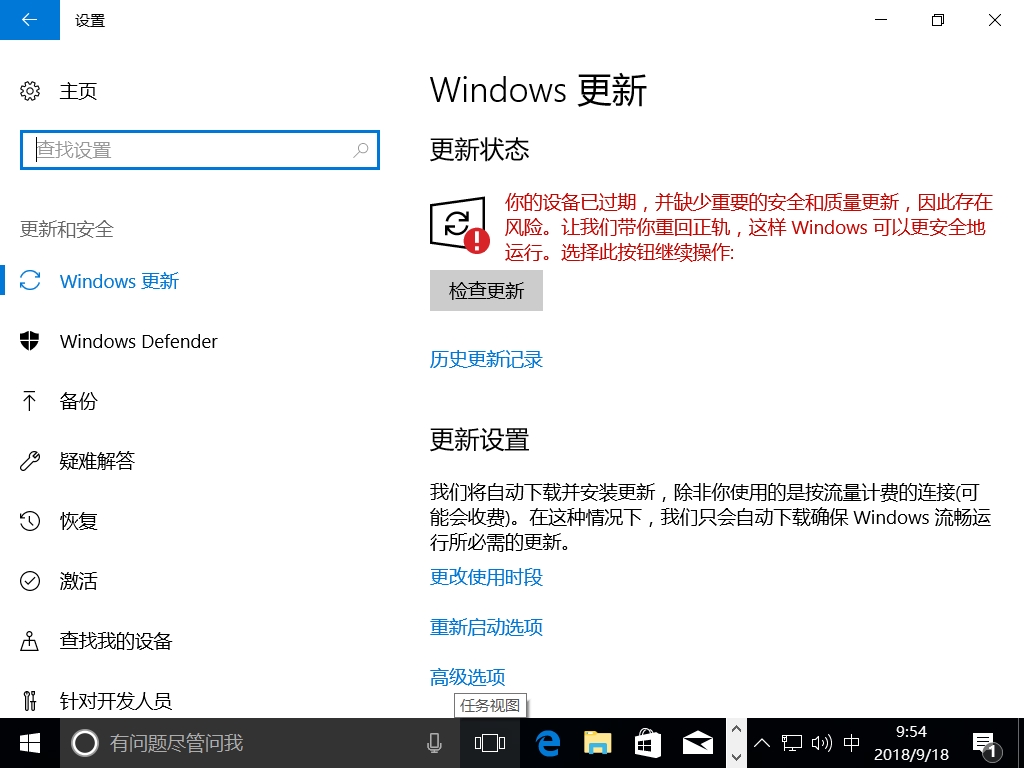 设置
主页
查找设置
更新和安全
Windows 更新
Windows Defender
备份
疑难解答
恢复
激活
查找我的设备
针对开发人员
Windows 更新
更新状态
你的设备已过期，并缺少重要的安全和质量更新，因此存在
风险。让我们带你重回正轨，这样 Windows 可以更安全地
运行。选择此按钮继续操作:
检查更新
历史更新记录
更新设置
我们将自动下载并安装更新，除非你使用的是按流量计费的连接(可
能会收费)。在这种情况下，我们只会自动下载确保 Windows 流畅运
行所必需的更新。
更改使用时段
重新启动选项
高级选项
任务视图
有问题尽管问我
中
9:54
2018/9/18
1